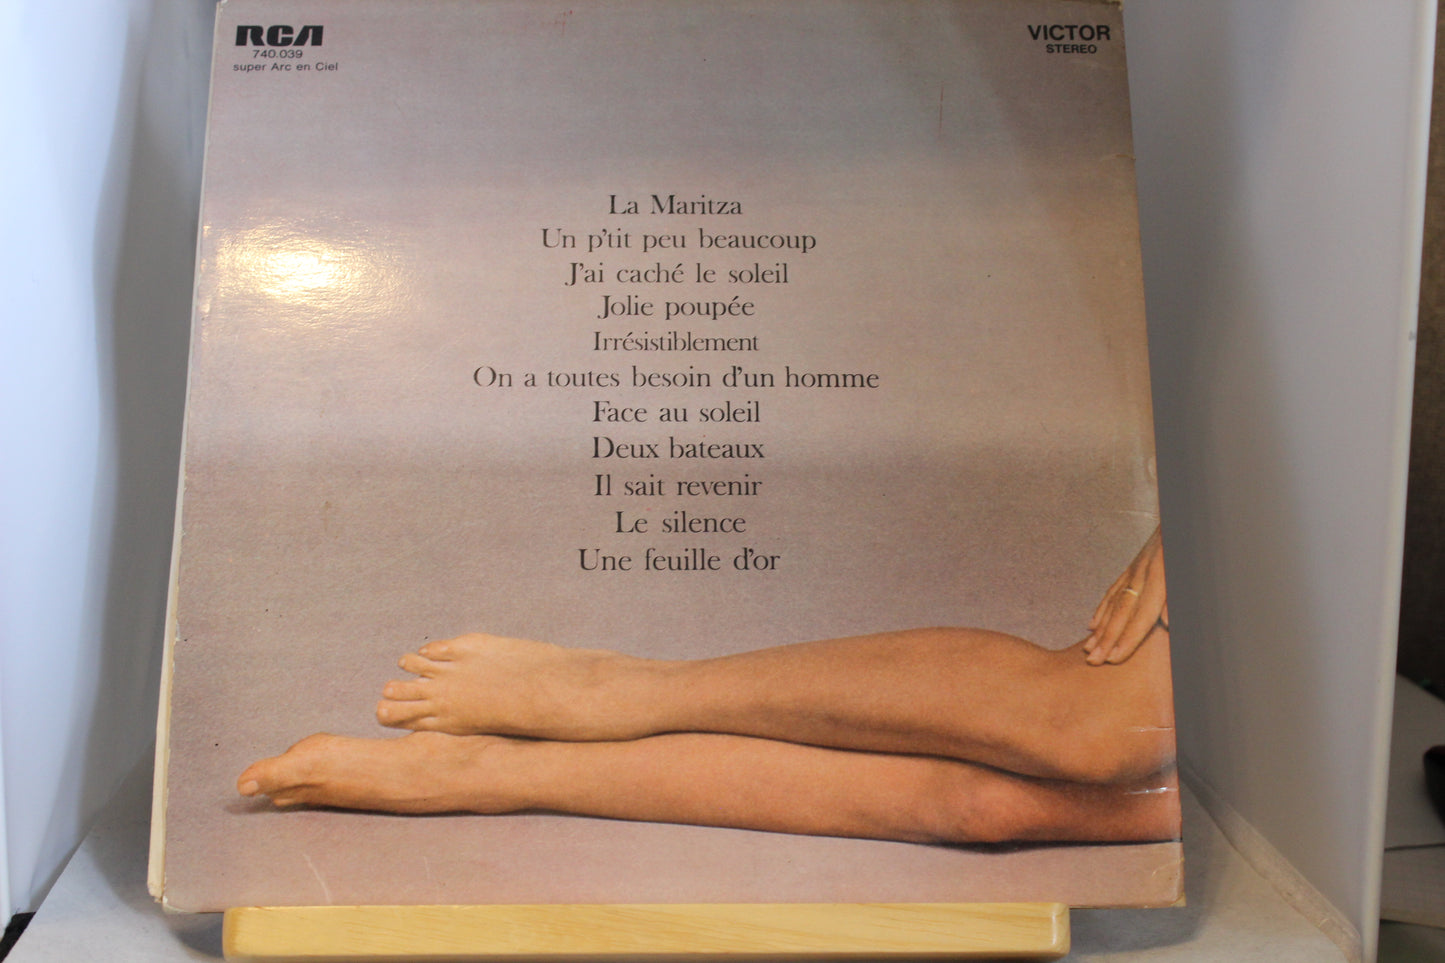 RCA
740.039
super Arc en Ciel
VICTOR
STEREO
La Maritza
Un p'tit peu beaucoup
J'ai caché le soleil
Jolie poupée
Irrésistiblement
On a toutes besoin d'un homme
Face au soleil
Deux bateaux
Il sait revenir
Le silence
Une feuille d'or